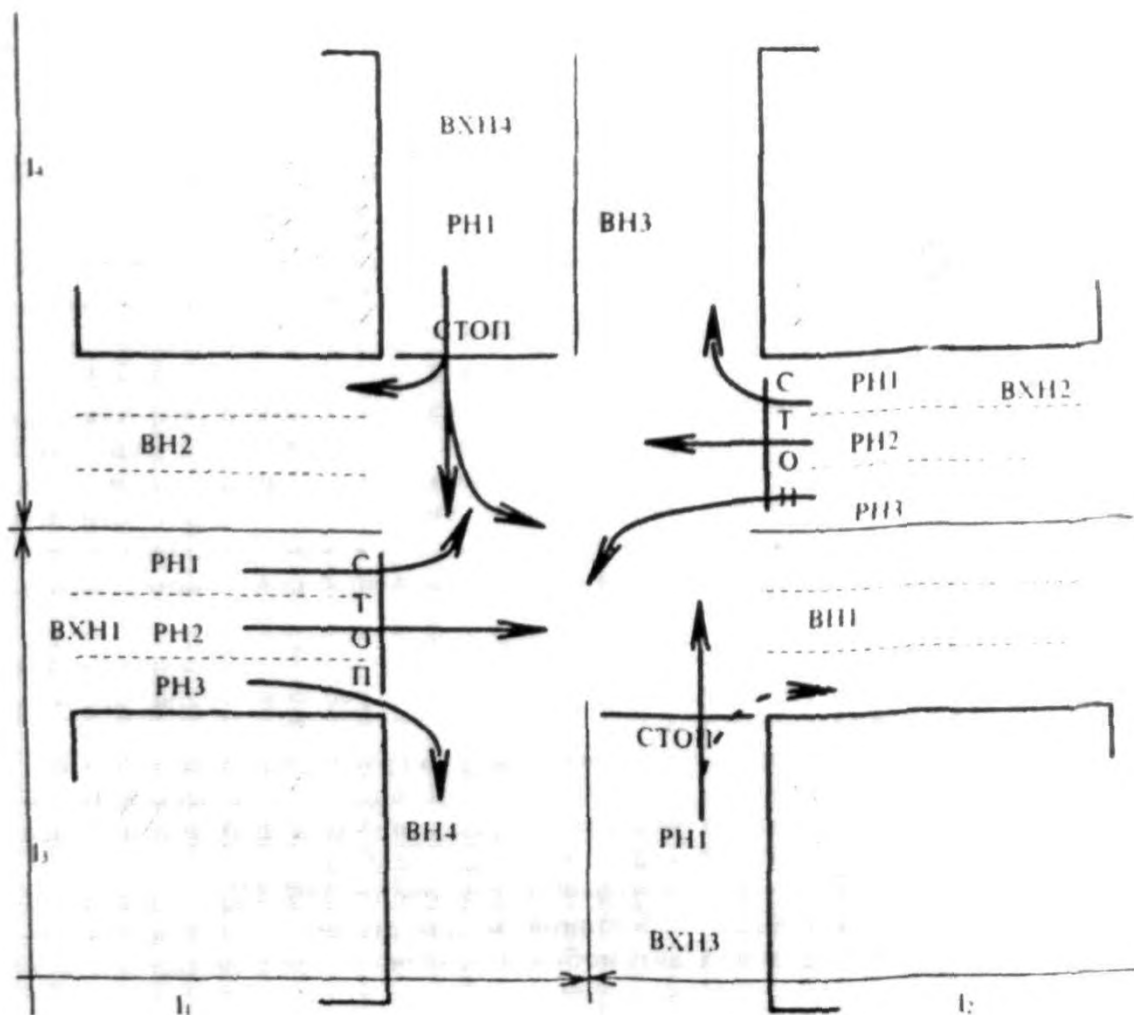 ВХН4
l₄
РН1
ВН3
СТОП
С
Т
О
П
РН1
ВХН2
РН2
РН3
ВН2
РН1
ВХН1
РН2
РН3
С
Т
О
П
ВН1
СТОП
ВН4
РН1
l₃
ВХН3
l₁
l₂